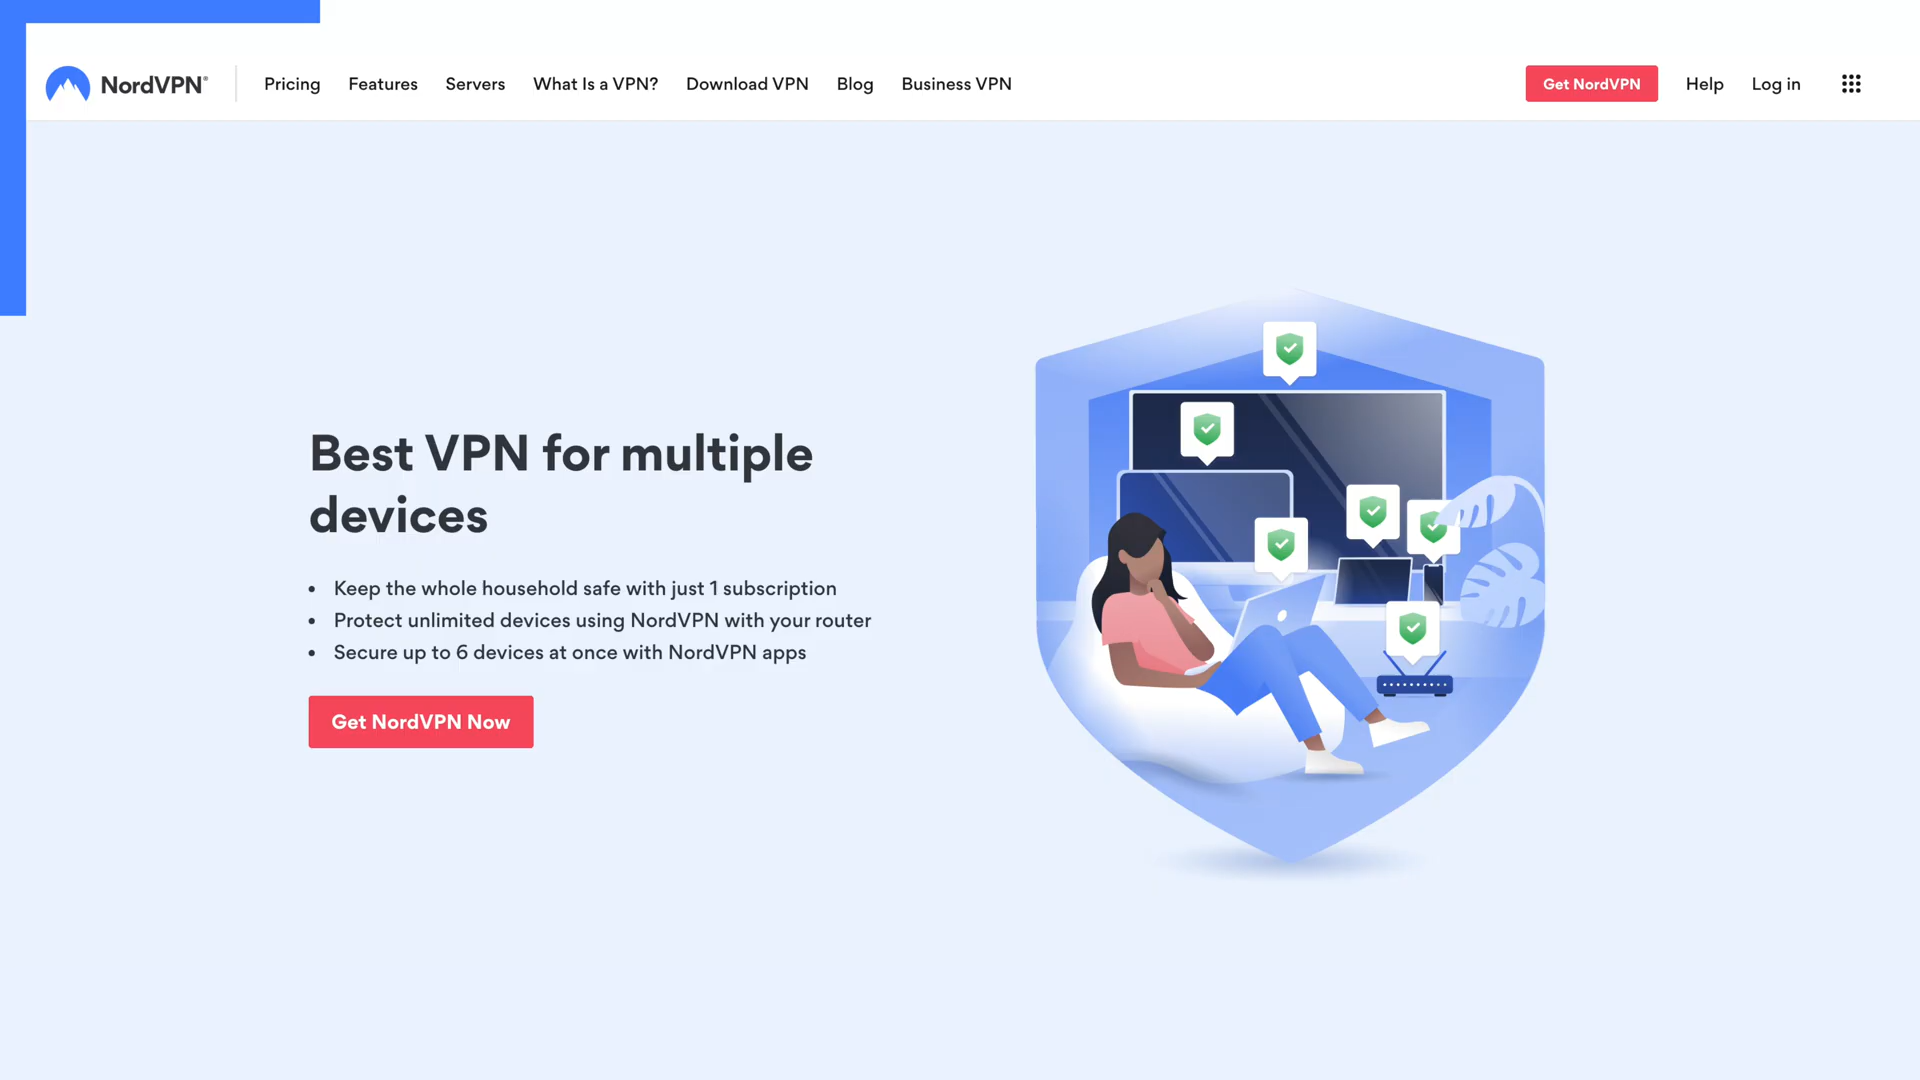 NordVPN®
Pricing
Features
Servers
What Is a VPN?
Download VPN
Blog
Business VPN
Get NordVPN
Help
Log in
Best VPN for multiple
devices
• Keep the whole household safe with just 1 subscription
• Protect unlimited devices using NordVPN with your router
• Secure up to 6 devices at once with NordVPN apps
Get NordVPN Now